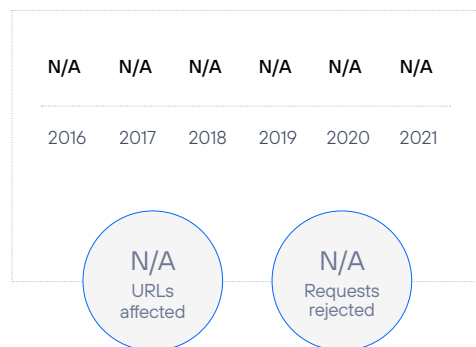 N/A N/A N/A N/A N/A N/A
2016 2017 2018 2019 2020 2021
N/A
URLs
affected
N/A
Requests
rejected